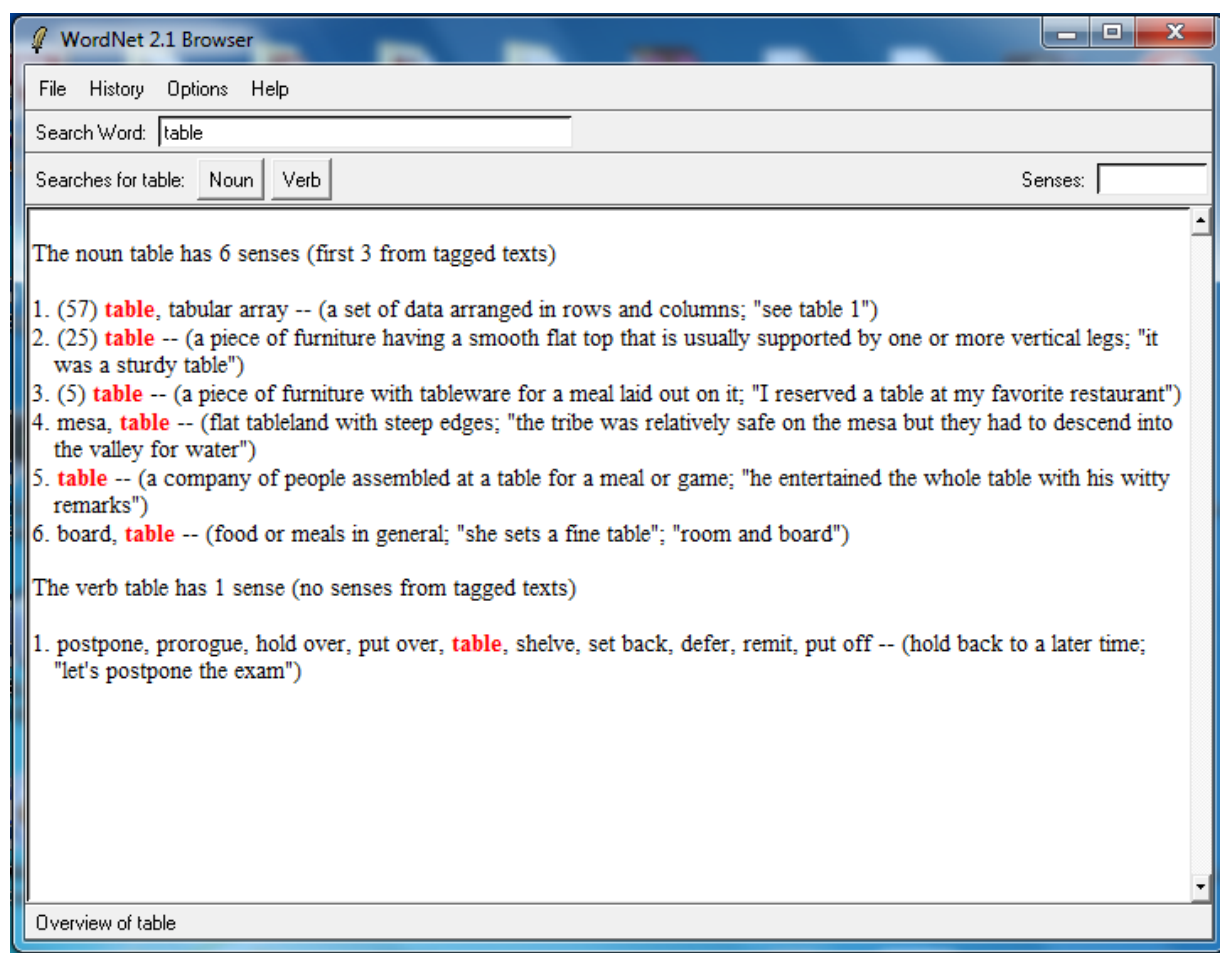 WordNet 2.1 Browser
File History Options Help
Search Word: table
Searches for table: Noun Verb Senses:
The noun table has 6 senses (first 3 from tagged texts)
1. (57) table, tabular array -- (a set of data arranged in rows and columns; "see table 1")
2. (25) table -- (a piece of furniture having a smooth flat top that is usually supported by one or more vertical legs; "it
was a sturdy table")
3. (5) table -- (a piece of furniture with tableware for a meal laid out on it; "I reserved a table at my favorite restaurant")
4. mesa, table -- (flat tableland with steep edges; "the tribe was relatively safe on the mesa but they had to descend into
the valley for water")
5. table -- (a company of people assembled at a table for a meal or game; "he entertained the whole table with his witty
remarks")
6. board, table -- (food or meals in general; "she sets a fine table"; "room and board")
The verb table has 1 sense (no senses from tagged texts)
1. postpone, prorogue, hold over, put over, table, shelve, set back, defer, remit, put off -- (hold back to a later time;
"let's postpone the exam")
Overview of table